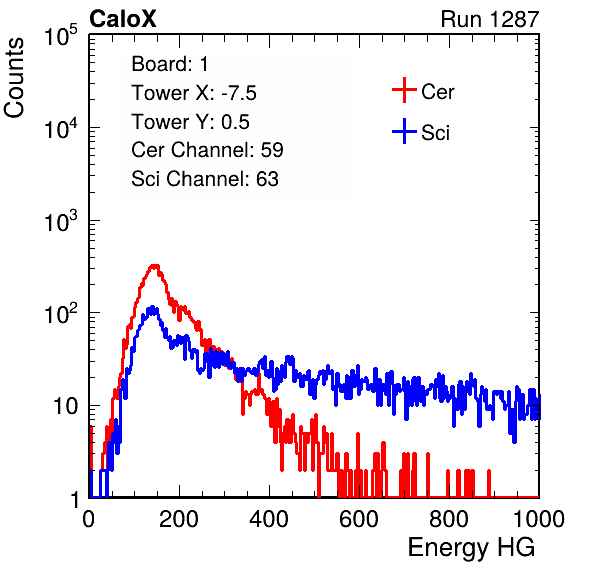 CaloX Run 1287
Counts
10^5
10^4
10^3
10^2
10
1
Board: 1
Tower X: -7.5
Tower Y: 0.5
Cer Channel: 59
Sci Channel: 63
Cer
Sci
0 200 400 600 800 1000
Energy HG